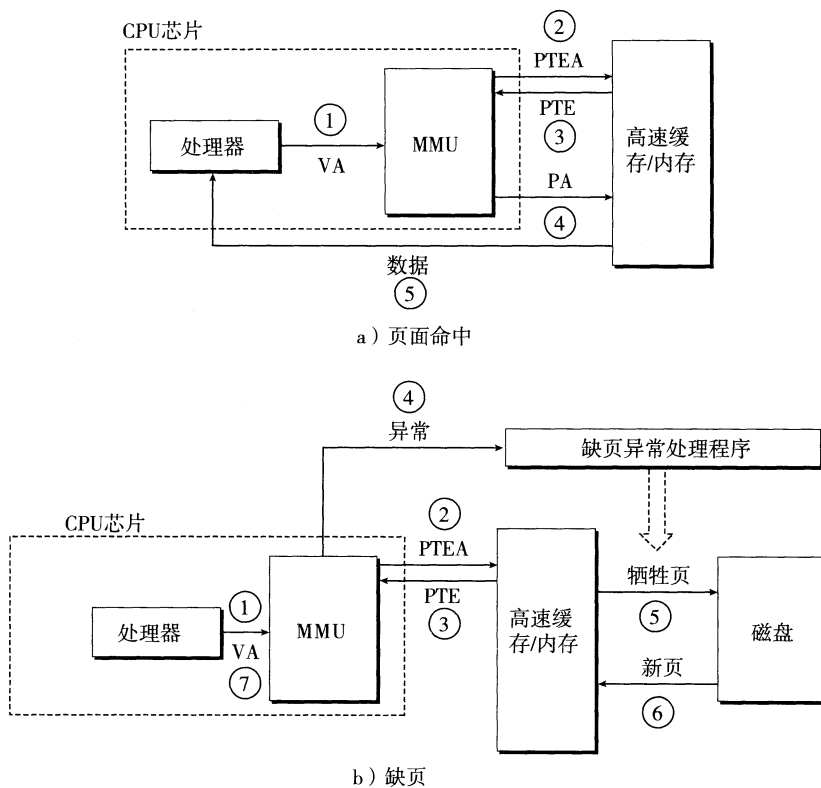 CPU芯片
②
PTEA
①
PTE
处理器
MMU
高速缓
存/内存
VA
③
PA
④
数据
⑤
a）页面命中
④
异常
缺页异常处理程序
CPU芯片
②
PTEA
牺牲页
①
PTE
处理器
MMU
③
高速缓
存/内存
⑤
磁盘
VA
⑦
新页
⑥
b）缺页